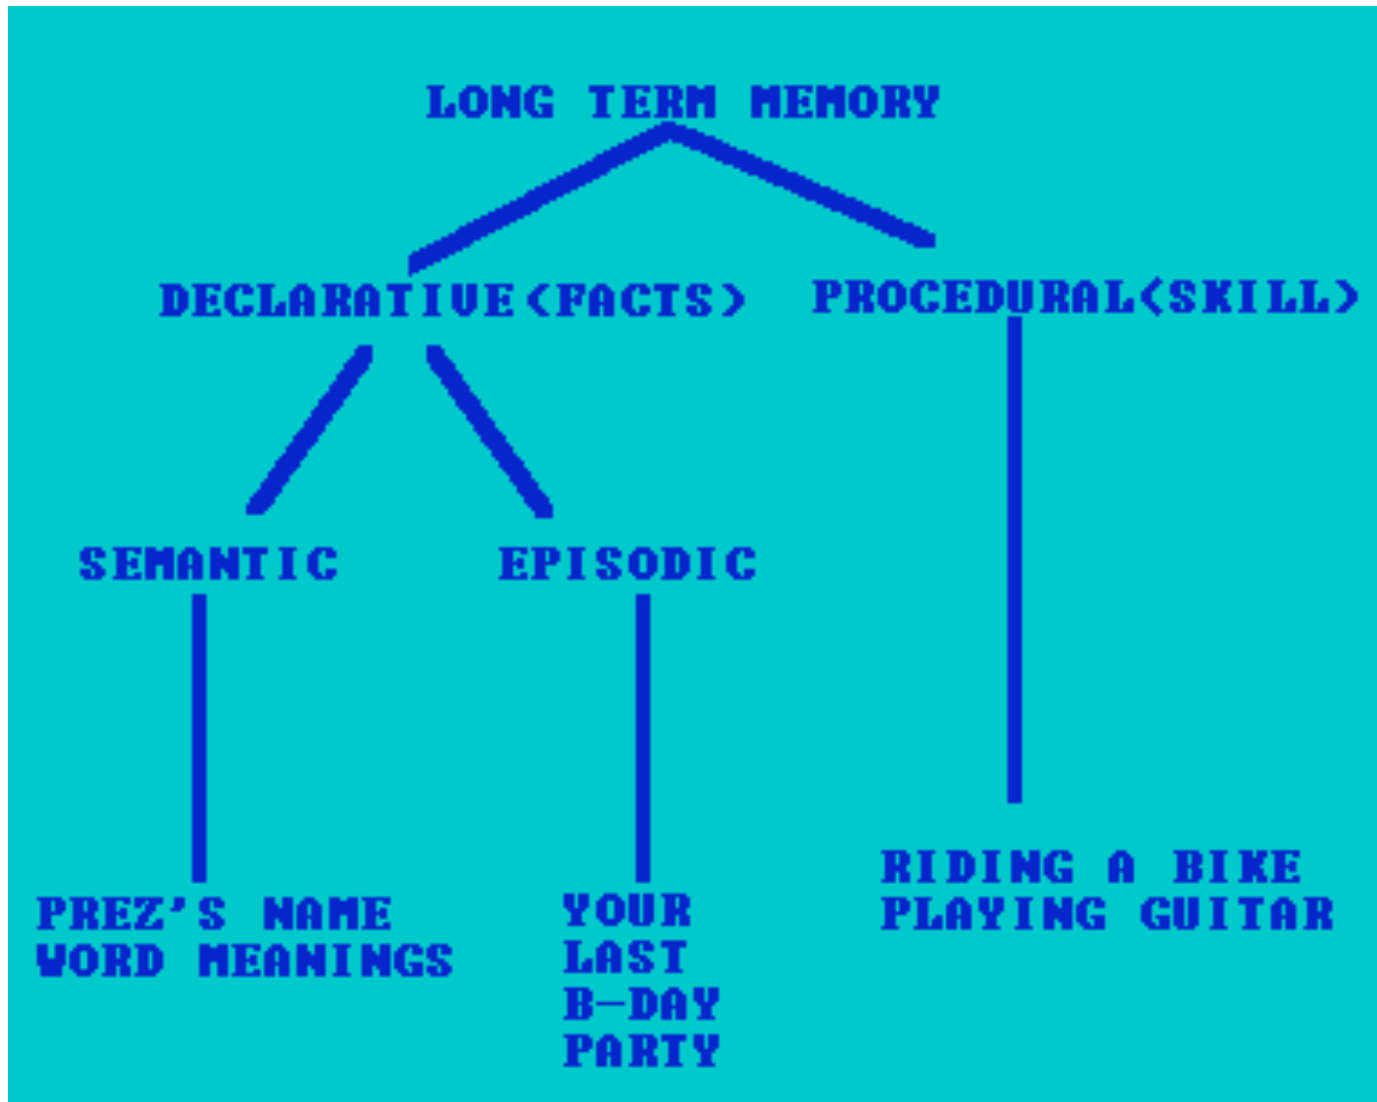 LONG TERM MEMORY
DECLARATIVE<FACTS>
PROCEDURAL<SKILL>
SEMANTIC
EPISODIC
PREZ'S NAME
WORD MEANINGS
YOUR
LAST
B-DAY
PARTY
RIDING A BIKE
PLAYING GUITAR